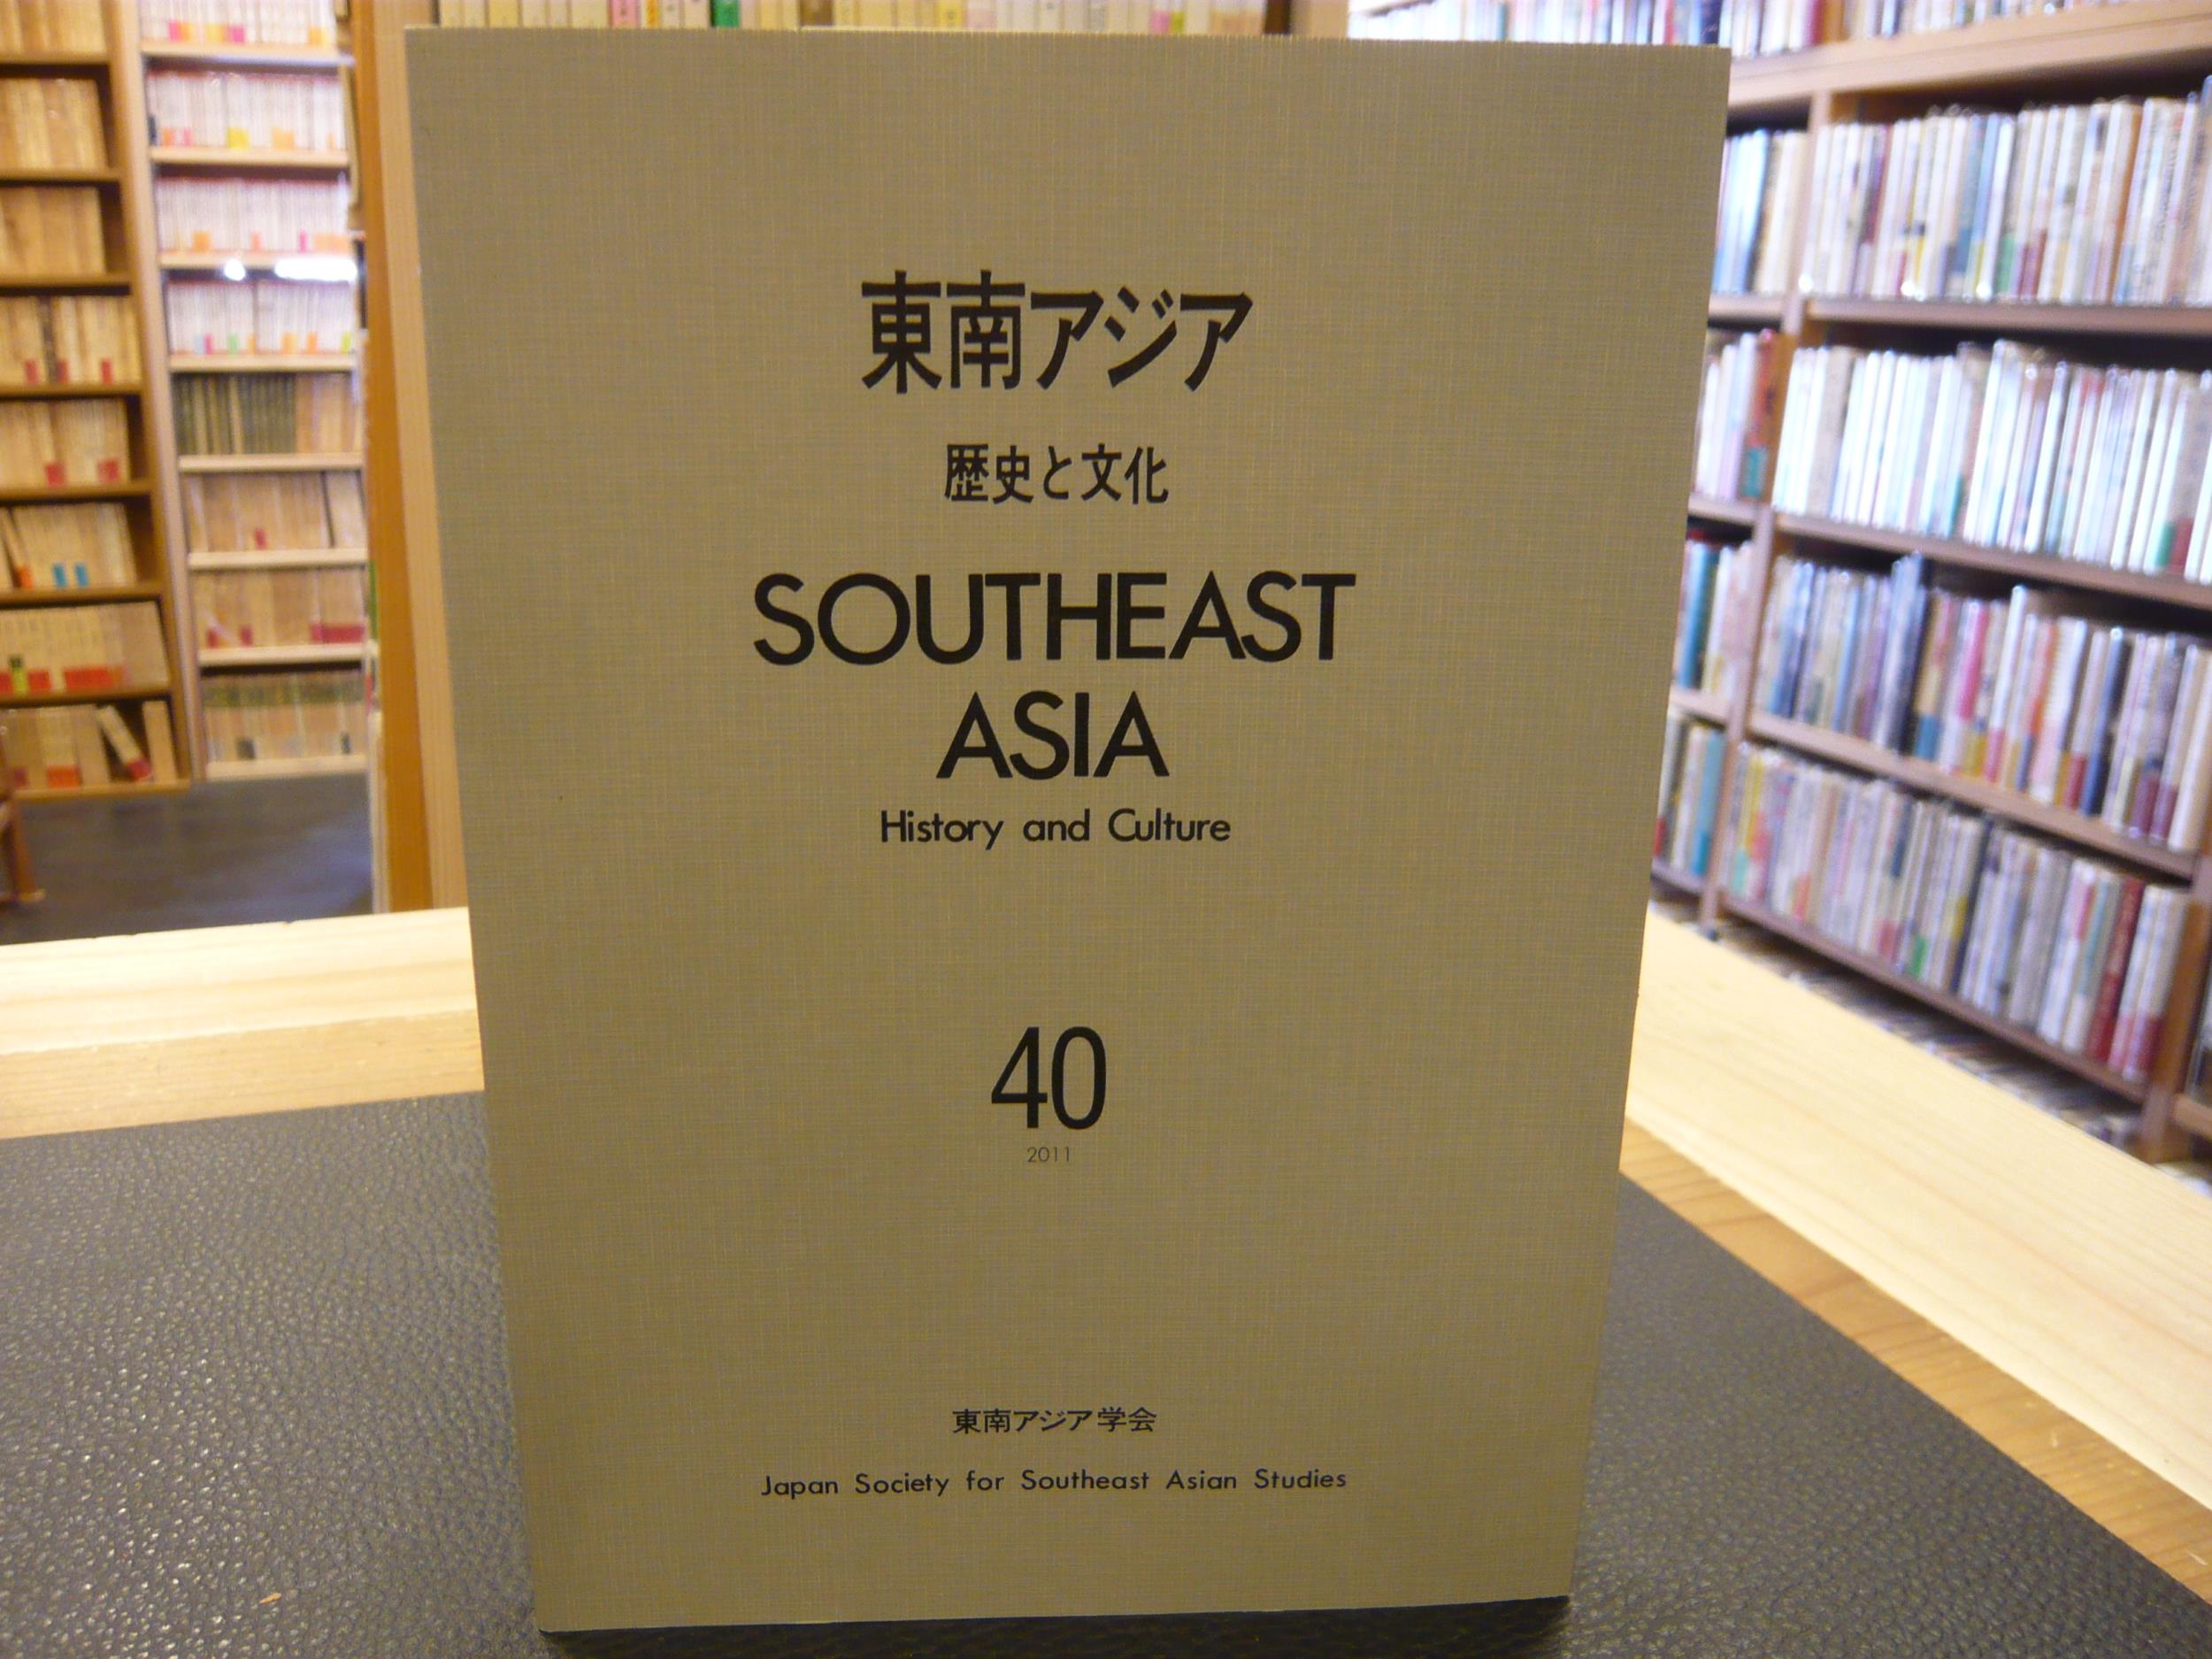 東南アジア
歴史と文化
SOUTHEAST
ASIA
History and Culture
40
2011
東南アジア学会
Japan Society for Southeast Asian Studies